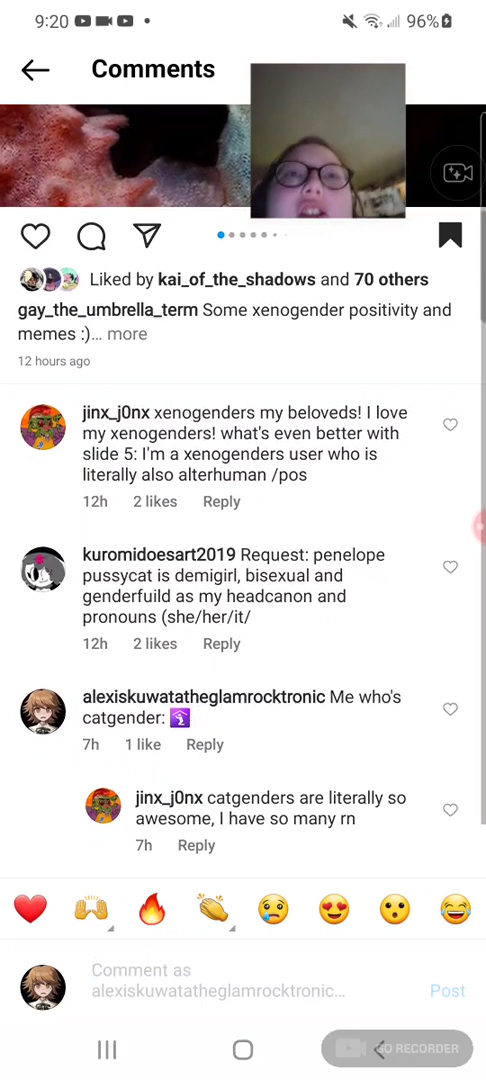 9:20
96%
Comments
Liked by kai_of_the_shadows and 70 others
gay_the_umbrella_term Some xenogender positivity and
memes :)... more
12 hours ago
jinx_j0nx xenogenders my beloveds! I love
my xenogenders! what's even better with
slide 5: I'm a xenogenders user who is
literally also alterhuman /pos
12h 2 likes Reply
kuromidoesart2019 Request: penelope
pussycat is demigirl, bisexual and
genderfuild as my headcanon and
pronouns (she/her/it/
12h 2 likes Reply
alexiskuwatatheglamrocktronic Me who's
catgender: 🛐
7h 1 like Reply
jinx_j0nx catgenders are literally so
awesome, I have so many rn
7h Reply
Comment as
alexiskuwatatheglamrocktronic...
Post
GO RECORDER